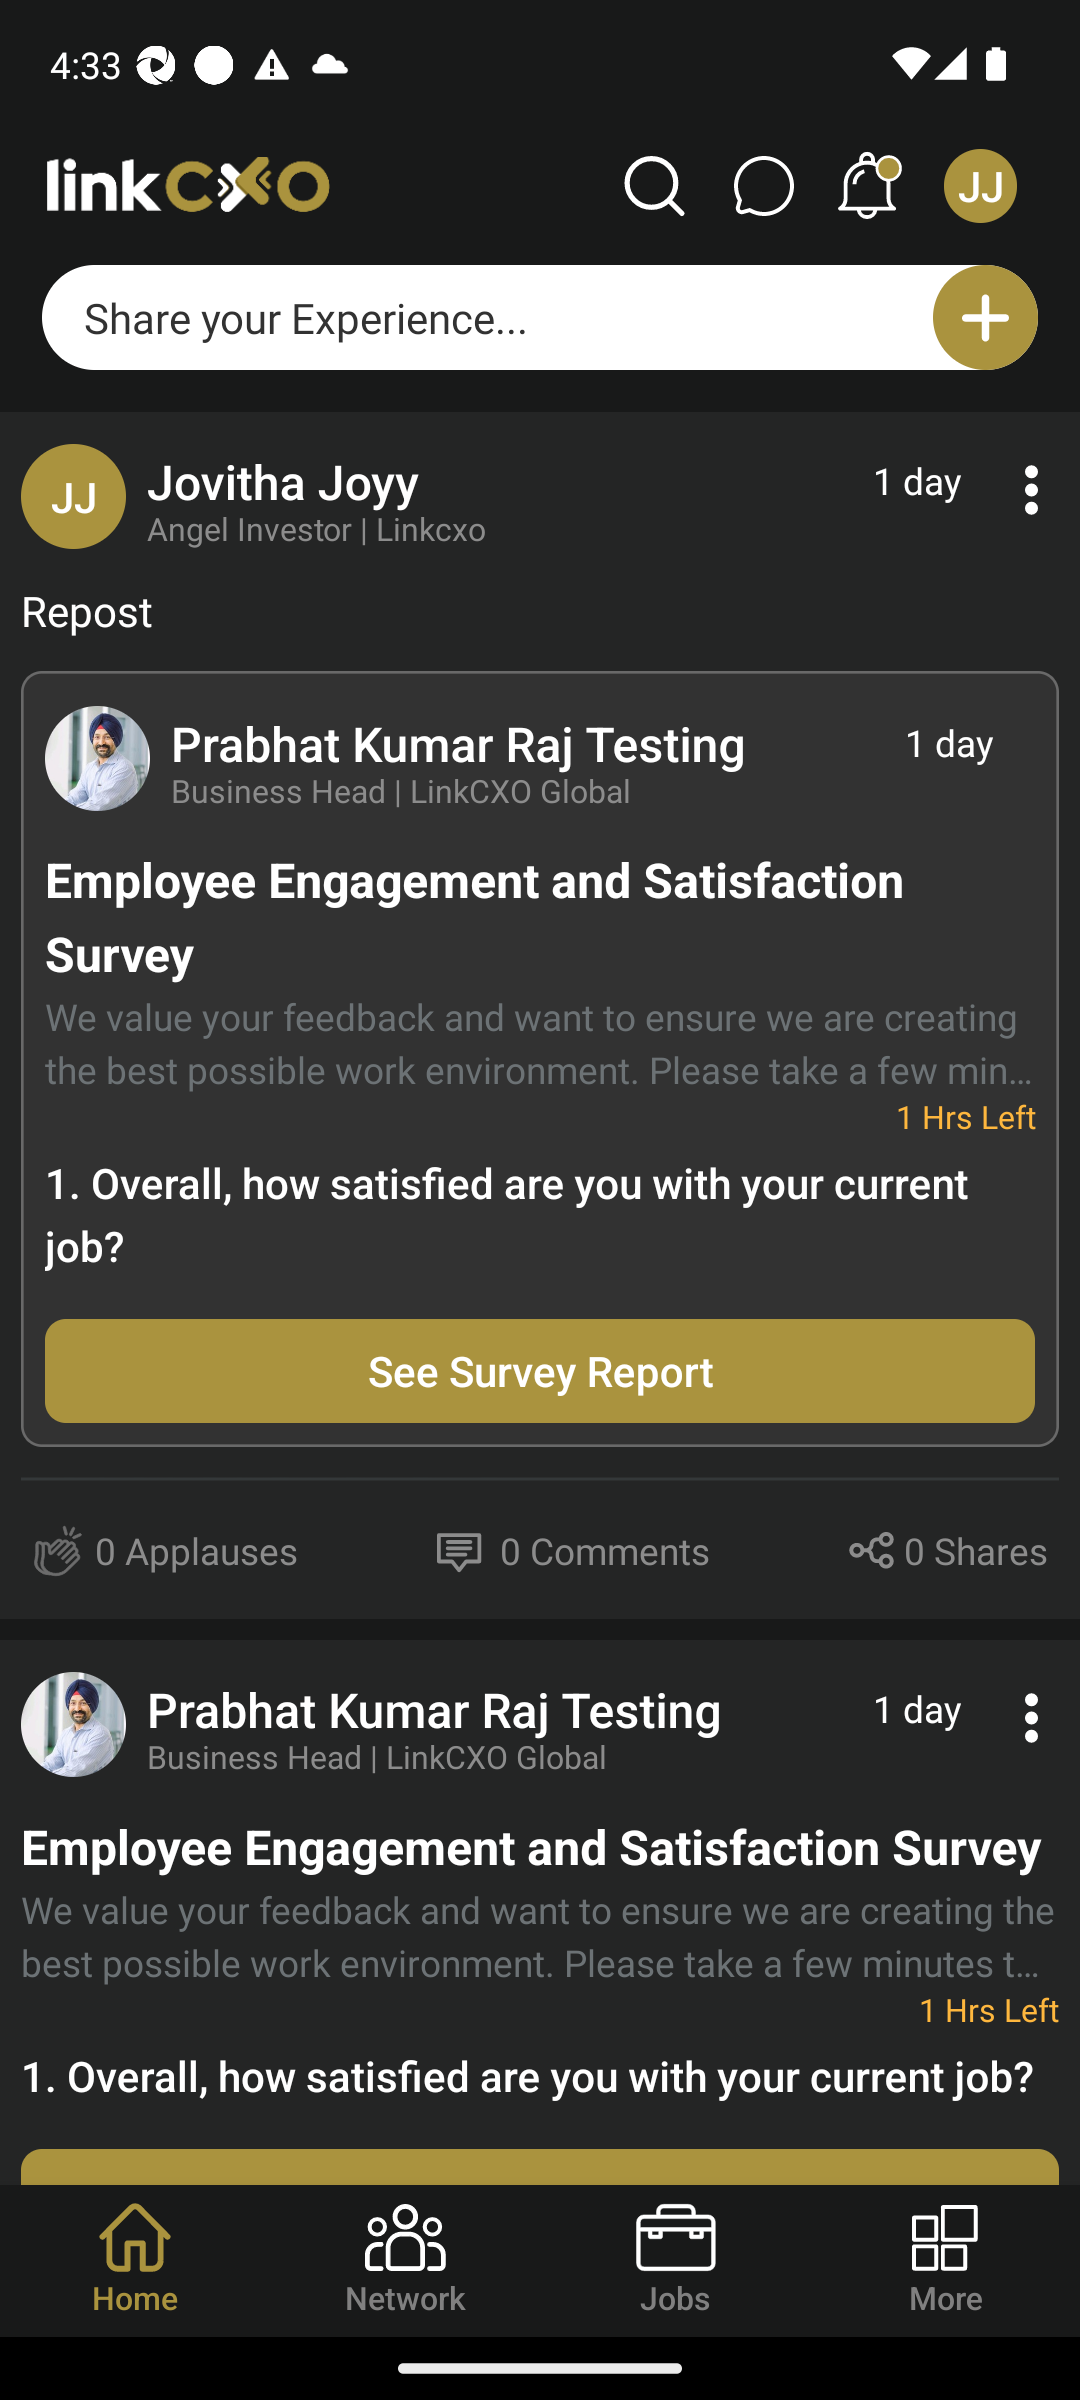 4:33
linkCXO
JJ
Share your Experience...
JJ
Jovitha Joyy
1 day
Angel Investor | Linkcxo
Repost
Prabhat Kumar Raj Testing
1 day
Business Head | LinkCXO Global
Employee Engagement and Satisfaction
Survey
We value your feedback and want to ensure we are creating
the best possible work environment. Please take a few min...
1 Hrs Left
1. Overall, how satisfied are you with your current
job?
See Survey Report
0 Applauses
0 Comments
0 Shares
Prabhat Kumar Raj Testing
1 day
Business Head | LinkCXO Global
Employee Engagement and Satisfaction Survey
We value your feedback and want to ensure we are creating the
best possible work environment. Please take a few minutes t...
1 Hrs Left
1. Overall, how satisfied are you with your current job?
Home
Network
Jobs
More